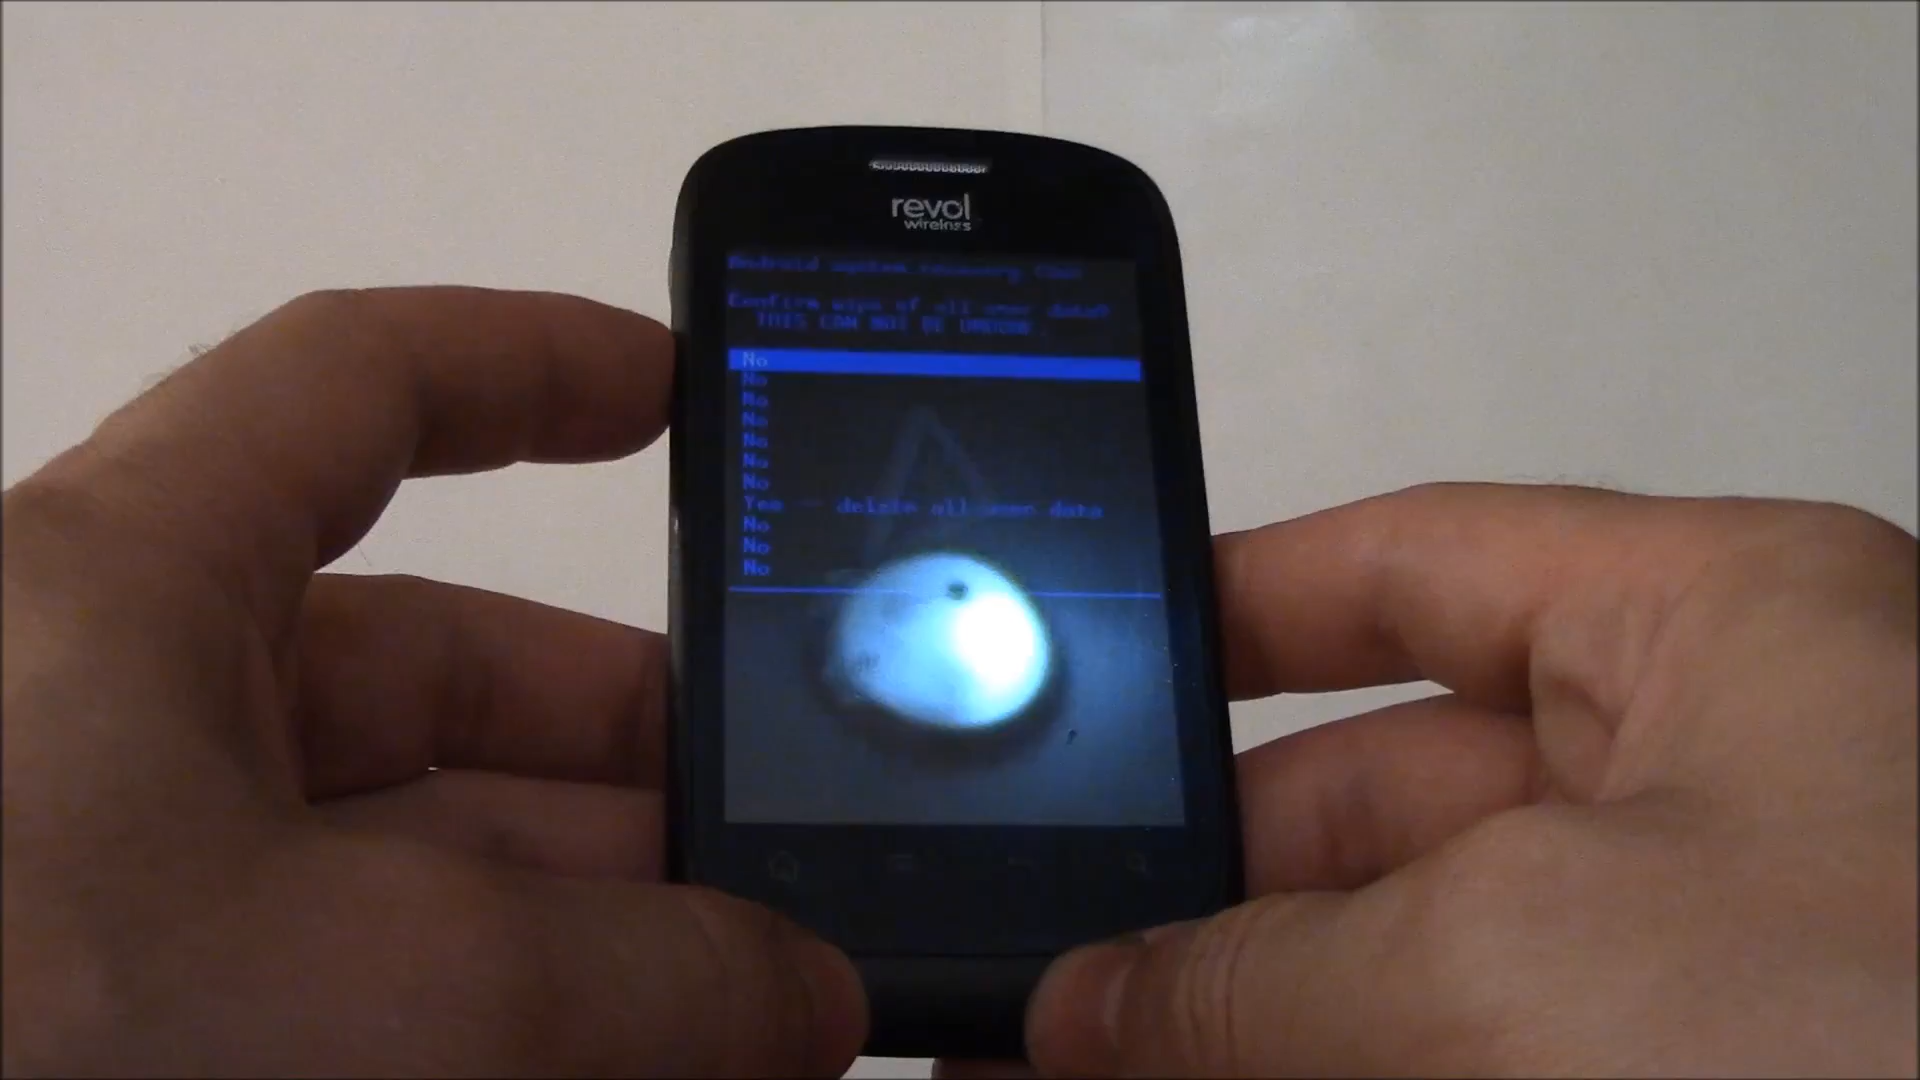 revol
wireless
Android system recovery
Confirm wipe of all user data?
THIS CAN NOT BE UNDONE.
No
No
No
No
No
No
No
Yes -- delete all user data
No
No
No